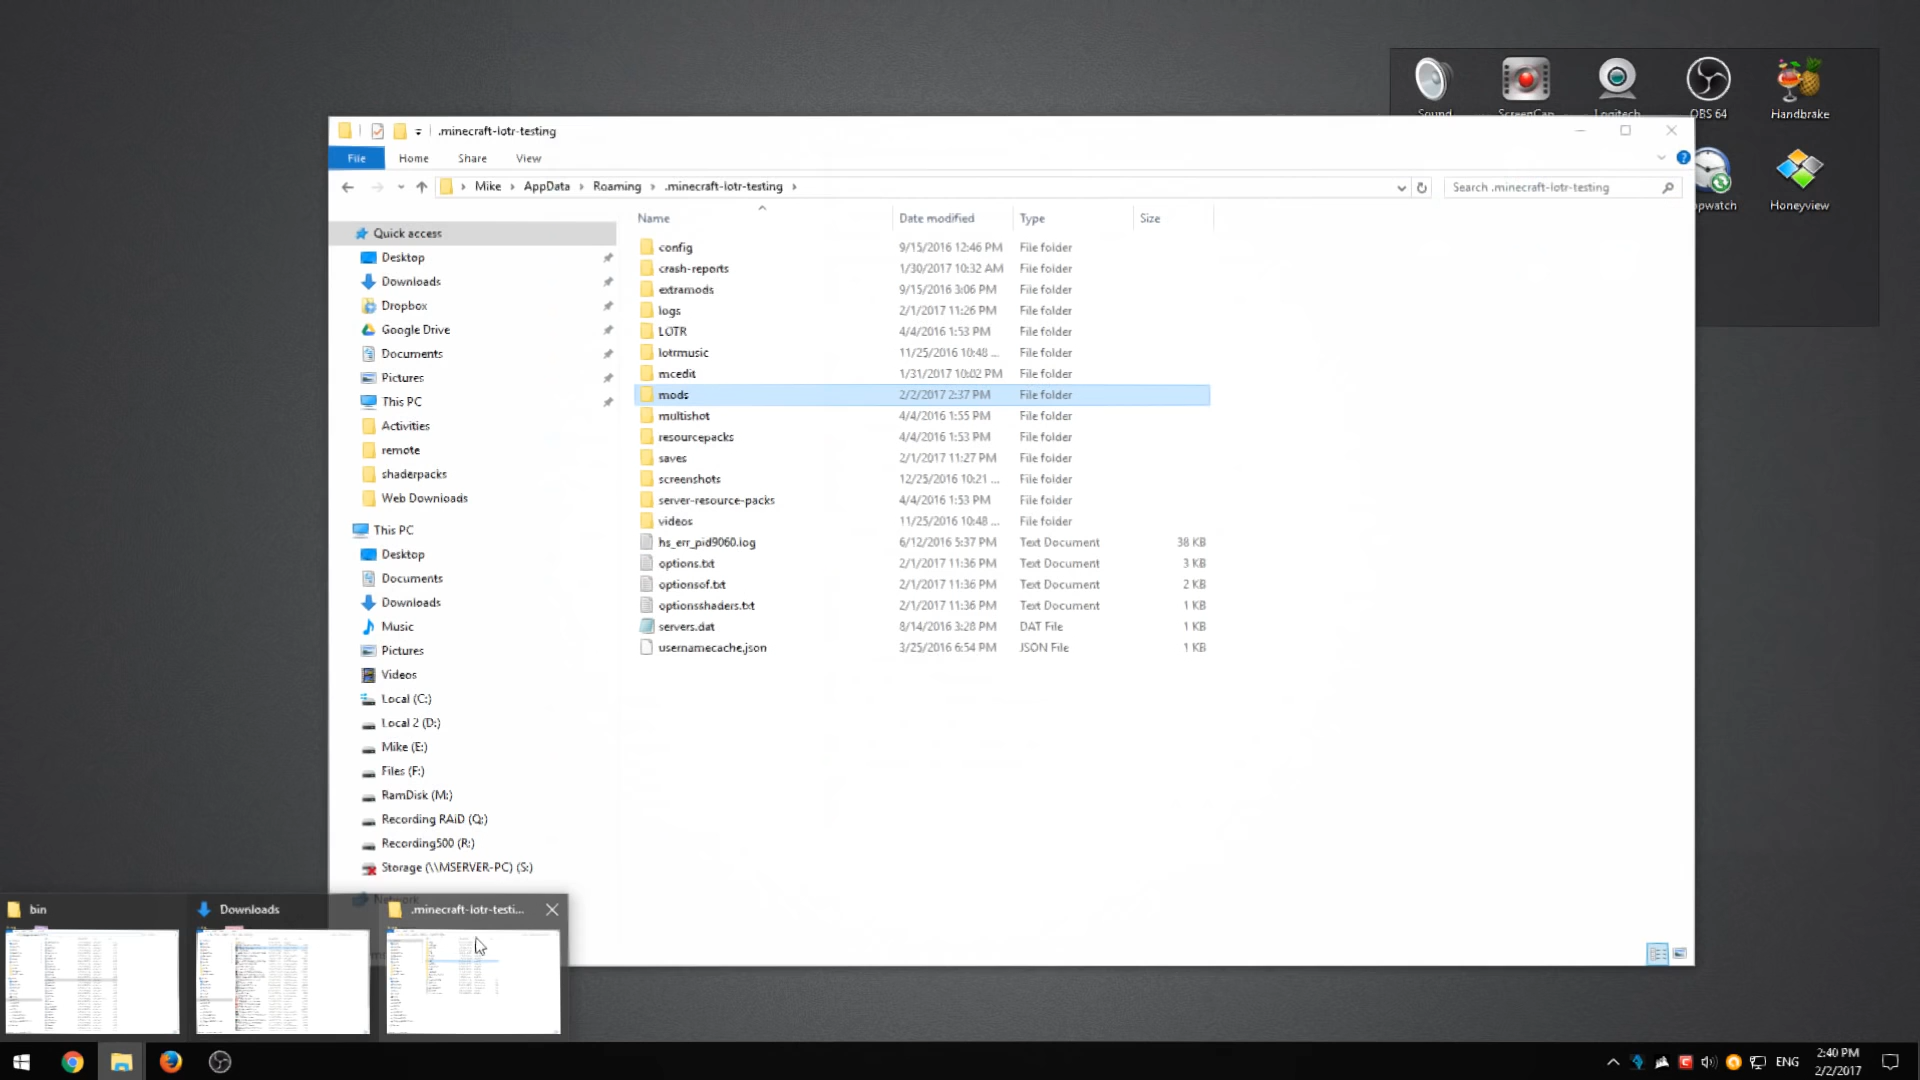 Sound
ScreenCap
Logitech
OBS 64
Handbrake
.minecraft-lotr-testing
File
Home
Share
View
Mike
AppData
Roaming
.minecraft-lotr-testing
Search .minecraft-lotr-testing
opwatch
Honeyview
Name
Date modified
Type
Size
Quick access
Desktop
Downloads
Dropbox
Google Drive
Documents
Pictures
This PC
Activities
remote
shaderpacks
Web Downloads
This PC
Desktop
Documents
Downloads
Music
Pictures
Videos
Local (C:)
Local 2 (D:)
Mike (E:)
Files (F:)
RamDisk (M:)
Recording RAiD (Q:)
Recording500 (R:)
Storage (\\MSERVER-PC) (S:)
Network
config 9/15/2016 12:46 PM File folder
crash-reports 1/30/2017 10:32 AM File folder
extramods 9/15/2016 3:06 PM File folder
logs 2/1/2017 11:26 PM File folder
LOTR 4/4/2016 1:53 PM File folder
lotrmusic 11/25/2016 10:48 ... File folder
mcedit 1/31/2017 10:02 PM File folder
mods 2/2/2017 2:37 PM File folder
multishot 4/4/2016 1:55 PM File folder
resourcepacks 4/4/2016 1:53 PM File folder
saves 2/1/2017 11:27 PM File folder
screenshots 12/25/2016 10:21 ... File folder
server-resource-packs 4/4/2016 1:53 PM File folder
videos 11/25/2016 10:48 ... File folder
hs_err_pid9060.log 6/12/2016 5:37 PM Text Document 38 KB
options.txt 2/1/2017 11:36 PM Text Document 3 KB
optionsof.txt 2/1/2017 11:36 PM Text Document 2 KB
optionsshaders.txt 2/1/2017 11:36 PM Text Document 1 KB
servers.dat 8/14/2016 3:28 PM DAT File 1 KB
usernamecache.json 3/25/2016 6:54 PM JSON File 1 KB
bin
Downloads
.minecraft-lotr-testi...
ENG
2:40 PM
2/2/2017